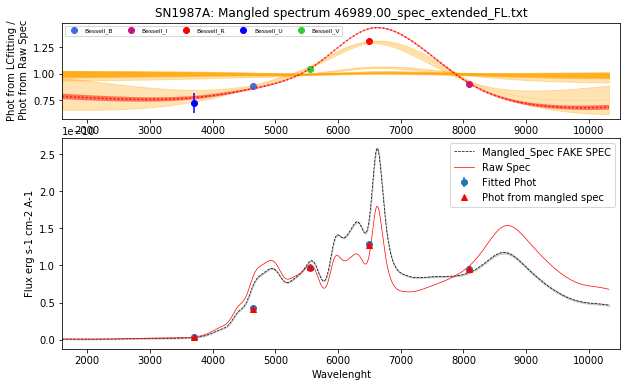 SN1987A: Mangled spectrum 46989.00_spec_extended_FL.txt
Phot from LCfitting /
Phot from Raw Spec
1.25
1.00
0.75
Bessell_B
Bessell_I
Bessell_R
Bessell_U
Bessell_V
2000 3000 4000 5000 6000 7000 8000 9000 10000
Flux erg s-1 cm-2 A-1
2.5
2.0
1.5
1.0
0.5
0.0
Mangled_Spec FAKE SPEC
Raw Spec
Fitted Phot
Phot from mangled spec
2000 3000 4000 5000 6000 7000 8000 9000 10000
Wavelenght